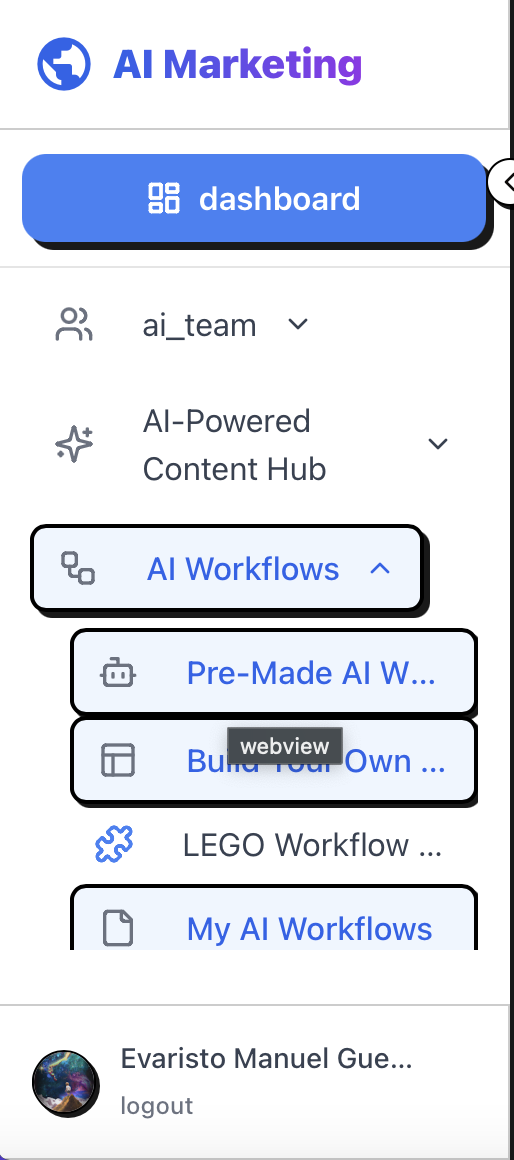 AI Marketing
dashboard
ai_team
AI-Powered
Content Hub
AI Workflows
Pre-Made AI W...
webview
Build Your Own ...
LEGO Workflow ...
My AI Workflows
Evaristo Manuel Gue...
logout